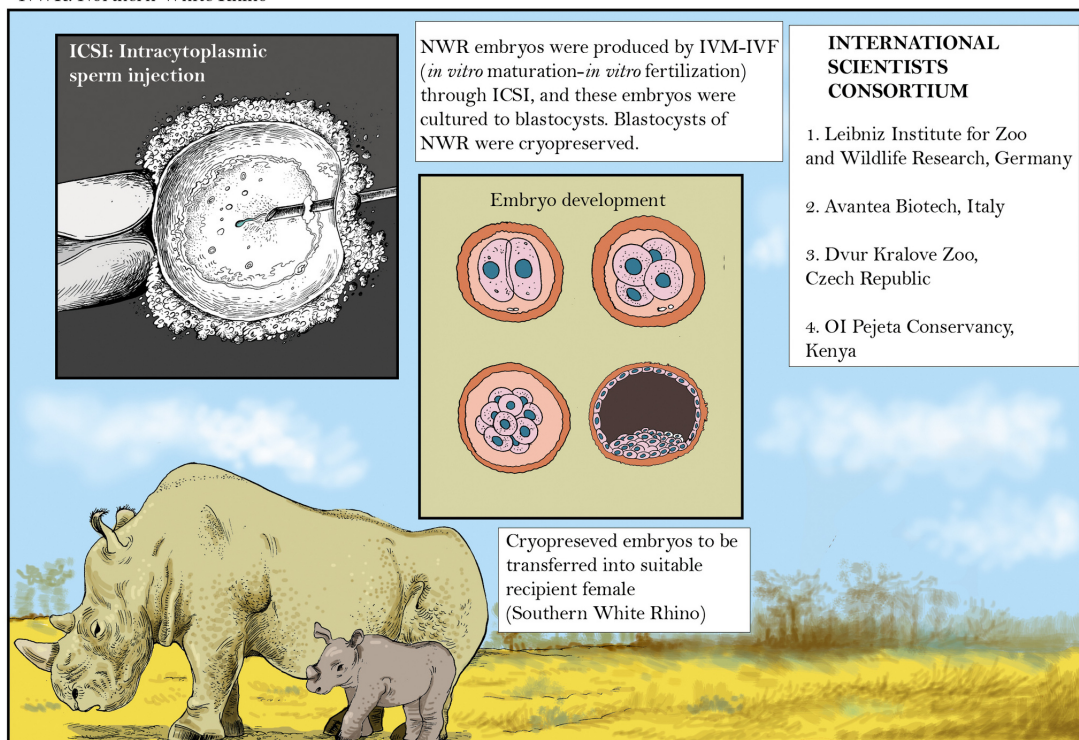 ICSI: Intracytoplasmic
sperm injection
NWR embryos were produced by IVM-IVF
(in vitro maturation-in vitro fertilization)
through ICSI, and these embryos were
cultured to blastocysts. Blastocysts of
NWR were cryopreserved.
INTERNATIONAL
SCIENTISTS
CONSORTIUM
1. Leibniz Institute for Zoo
and Wildlife Research, Germany
2. Avantea Biotech, Italy
3. Dvur Kralove Zoo,
Czech Republic
4. OI Pejeta Conservancy,
Kenya
Embryo development
Cryopreseved embryos to be
transferred into suitable
recipient female
(Southern White Rhino)